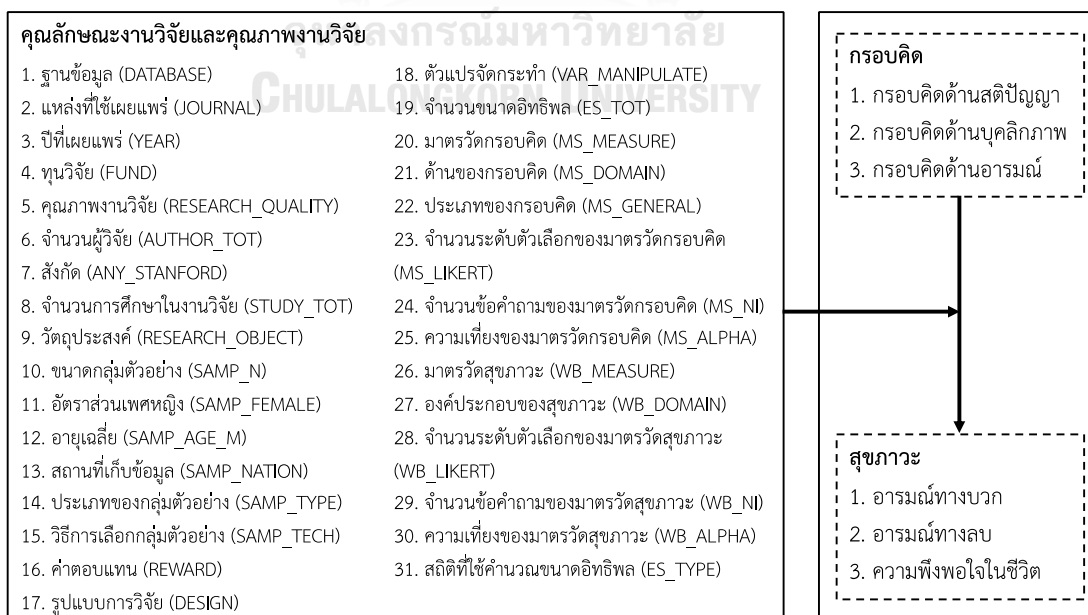 จุฬาลงกรณ์มหาวิทยาลัย
CHULALONGKORN UNIVERSITY
คุณลักษณะงานวิจัยและคุณภาพงานวิจัย
1. ฐานข้อมูล (DATABASE)
2. แหล่งที่ใช้เผยแพร่ (JOURNAL)
3. ปีที่เผยแพร่ (YEAR)
4. ทุนวิจัย (FUND)
5. คุณภาพงานวิจัย (RESEARCH_QUALITY)
6. จำนวนผู้วิจัย (AUTHOR_TOT)
7. สังกัด (ANY_STANFORD)
8. จำนวนการศึกษาในงานวิจัย (STUDY_TOT)
9. วัตถุประสงค์ (RESEARCH_OBJECT)
10. ขนาดกลุ่มตัวอย่าง (SAMP_N)
11. อัตราส่วนเพศหญิง (SAMP_FEMALE)
12. อายุเฉลี่ย (SAMP_AGE_M)
13. สถานที่เก็บข้อมูล (SAMP_NATION)
14. ประเภทของกลุ่มตัวอย่าง (SAMP_TYPE)
15. วิธีการเลือกกลุ่มตัวอย่าง (SAMP_TECH)
16. ค่าตอบแทน (REWARD)
17. รูปแบบการวิจัย (DESIGN)
18. ตัวแปรจัดกระทำ (VAR_MANIPULATE)
19. จำนวนขนาดอิทธิพล (ES_TOT)
20. มาตรวัดกรอบคิด (MS_MEASURE)
21. ด้านของกรอบคิด (MS_DOMAIN)
22. ประเภทของกรอบคิด (MS_GENERAL)
23. จำนวนระดับตัวเลือกของมาตรวัดกรอบคิด
(MS_LIKERT)
24. จำนวนข้อคำถามของมาตรวัดกรอบคิด (MS_NI)
25. ความเที่ยงของมาตรวัดกรอบคิด (MS_ALPHA)
26. มาตรวัดสุขภาวะ (WB_MEASURE)
27. องค์ประกอบของสุขภาวะ (WB_DOMAIN)
28. จำนวนระดับตัวเลือกของมาตรวัดสุขภาวะ
(WB_LIKERT)
29. จำนวนข้อคำถามของมาตรวัดสุขภาวะ (WB_NI)
30. ความเที่ยงของมาตรวัดสุขภาวะ (WB_ALPHA)
31. สถิติที่ใช้คำนวณขนาดอิทธิพล (ES_TYPE)
กรอบคิด
1. กรอบคิดด้านสติปัญญา
2. กรอบคิดด้านบุคลิกภาพ
3. กรอบคิดด้านอารมณ์
สุขภาวะ
1. อารมณ์ทางบวก
2. อารมณ์ทางลบ
3. ความพึงพอใจในชีวิต